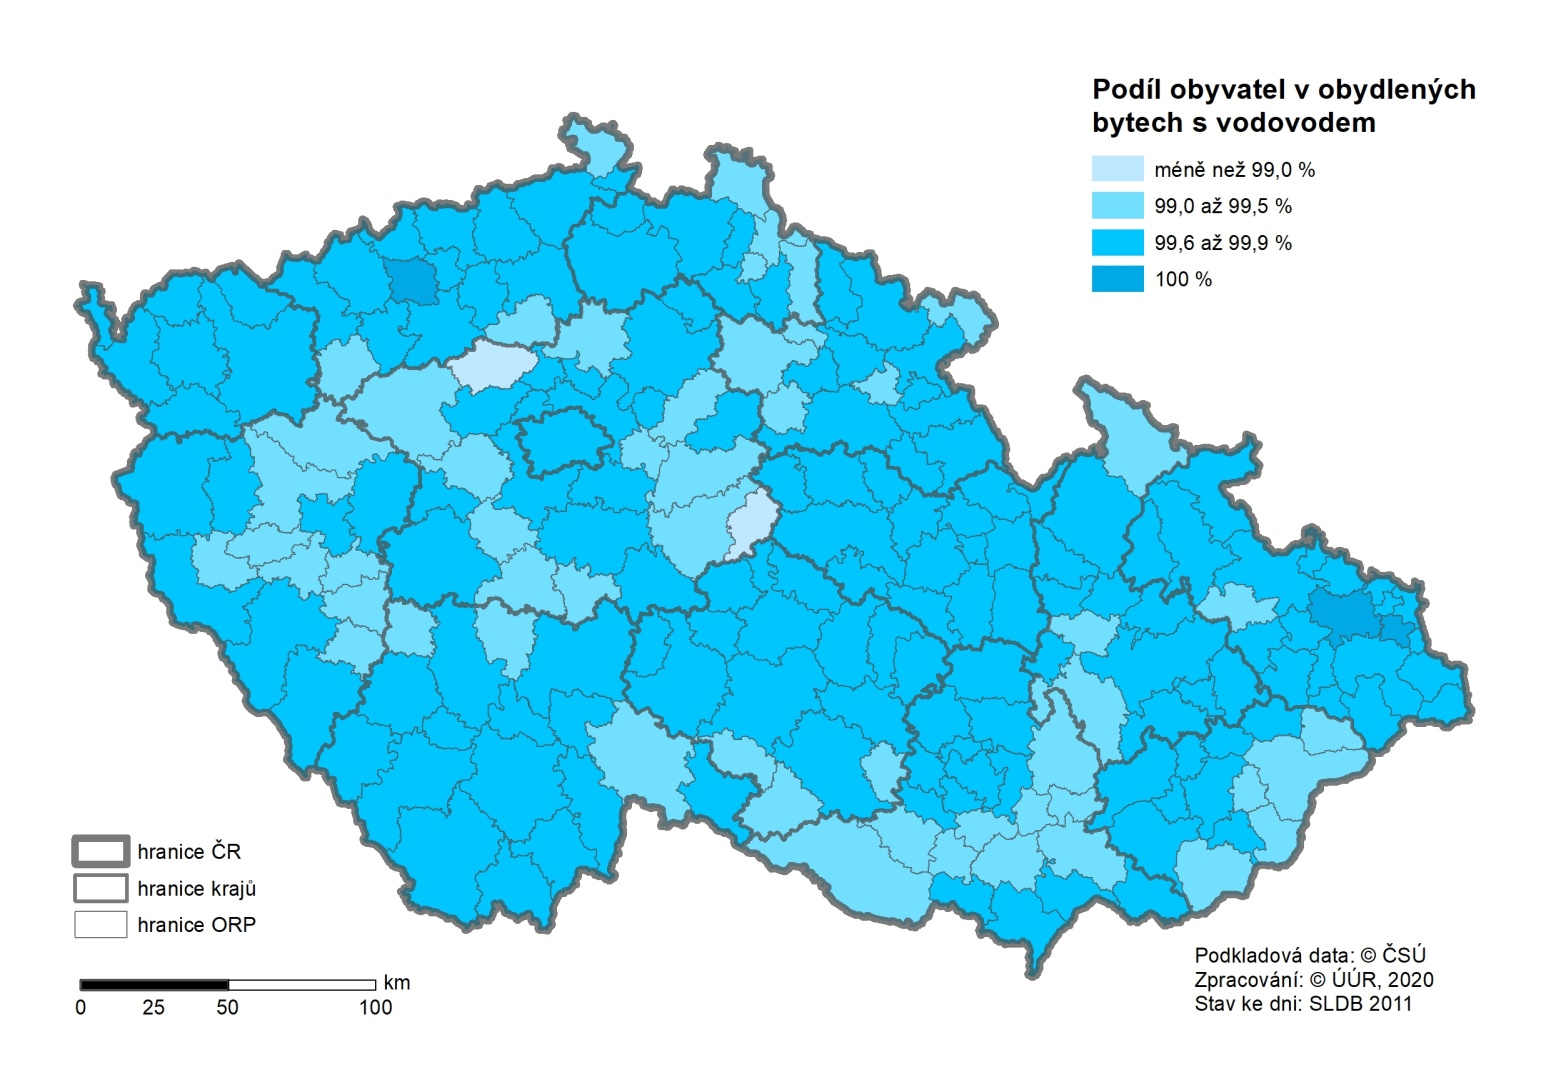 Podíl obyvatel v obydlených
bytech s vodovodem
méně než 99,0 %
99,0 až 99,5 %
99,6 až 99,9 %
100 %
hranice ČR
hranice krajů
hranice ORP
km
0 25 50 100
Podkladová data: © ČSÚ
Zpracování: © ÚÚR, 2020
Stav ke dni: SLDB 2011